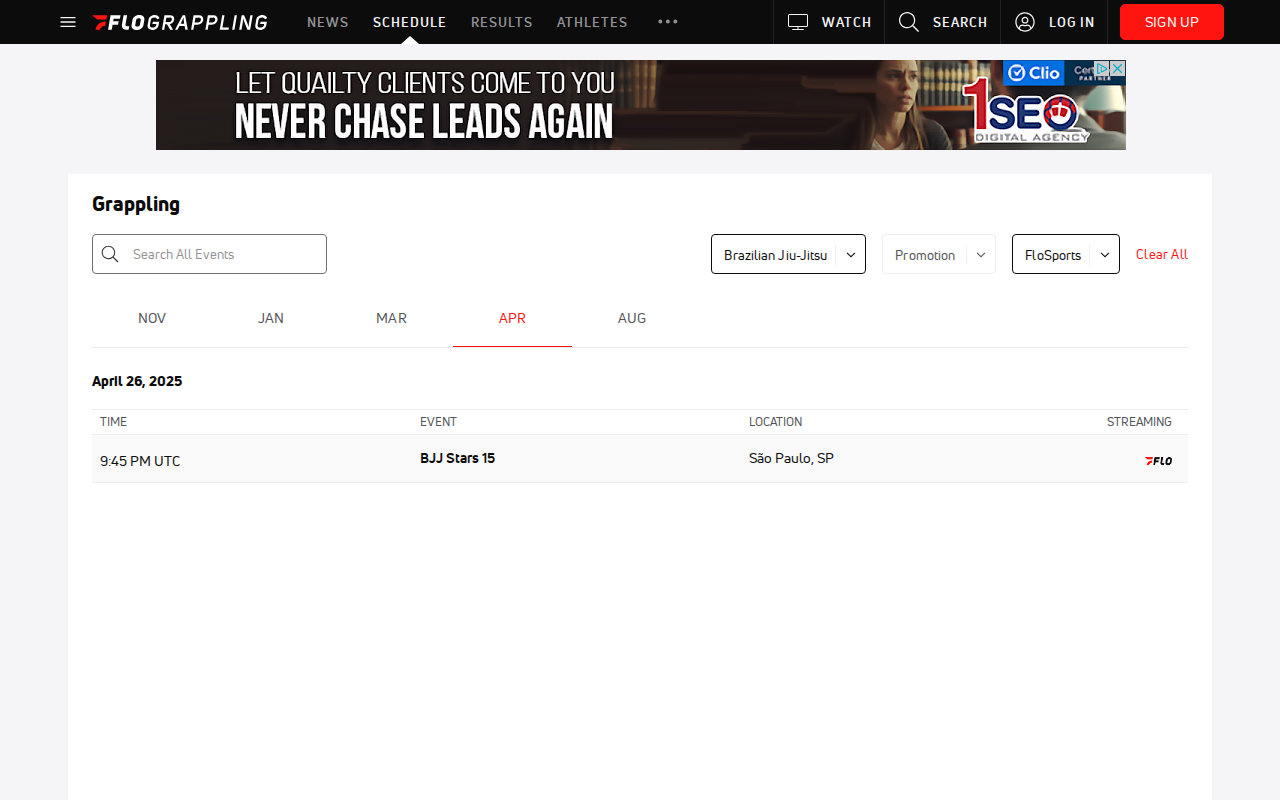 FLOGRAPPLING
NEWS SCHEDULE RESULTS ATHLETES ••• WATCH SEARCH LOG IN SIGN UP
LET QUAILTY CLIENTS COME TO YOU
NEVER CHASE LEADS AGAIN
Clio
PARTNER
1SEO
DIGITAL AGENCY
Grappling
Search All Events Brazilian Jiu-Jitsu Promotion FloSports Clear All
NOV JAN MAR APR AUG
April 26, 2025
TIME EVENT LOCATION STREAMING
9:45 PM UTC BJJ Stars 15 São Paulo, SP FLO